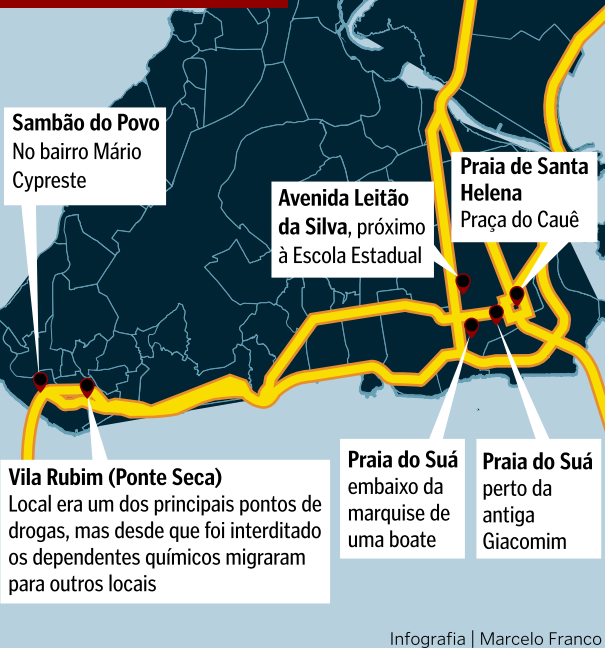 Sambão do Povo
No bairro Mário
Cypreste
Avenida Leitão
da Silva, próximo
à Escola Estadual
Praia de Santa
Helena
Praça do Cauê
Vila Rubim (Ponte Seca)
Local era um dos principais pontos de
drogas, mas desde que foi interditado
os dependentes químicos migraram
para outros locais
Praia do Suá
embaixo da
marquise de
uma boate
Praia do Suá
perto da
antiga
Giacomim
Infografia | Marcelo Franco